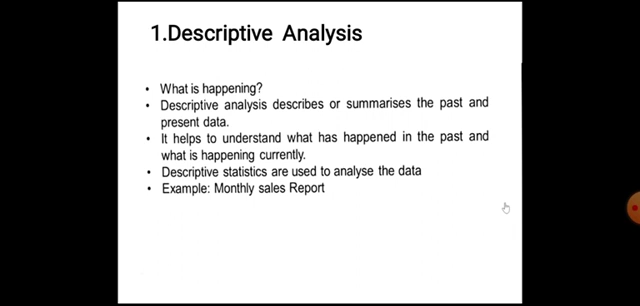 1.Descriptive Analysis
• What is happening?
• Descriptive analysis describes or summarises the past and
present data.
• It helps to understand what has happened in the past and
what is happening currently.
• Descriptive statistics are used to analyse the data
• Example: Monthly sales Report